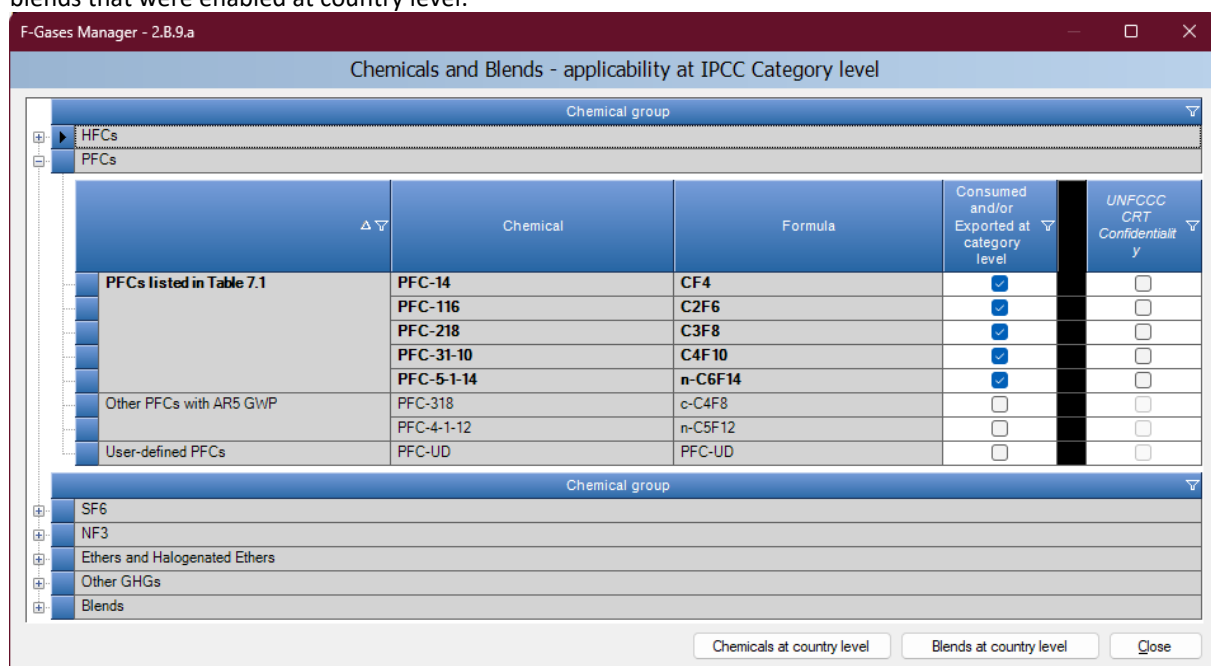 blends that were enabled at country level.
F-Gases Manager - 2.B.9.a
Chemicals and Blends - applicability at IPCC Category level
Chemical group
HFCs
PFCs
Chemical Formula Consumed and/or Exported at category level UNFCCC CRT Confidentialit y
PFCs listed in Table 7.1 PFC-14 CF4
PFC-116 C2F6
PFC-218 C3F8
PFC-31-10 C4F10
PFC-5-1-14 n-C6F14
Other PFCs with AR5 GWP PFC-318 c-C4F8
PFC-4-1-12 n-C5F12
User-defined PFCs PFC-UD PFC-UD
Chemical group
SF6
NF3
Ethers and Halogenated Ethers
Other GHGs
Blends
Chemicals at country level Blends at country level Close